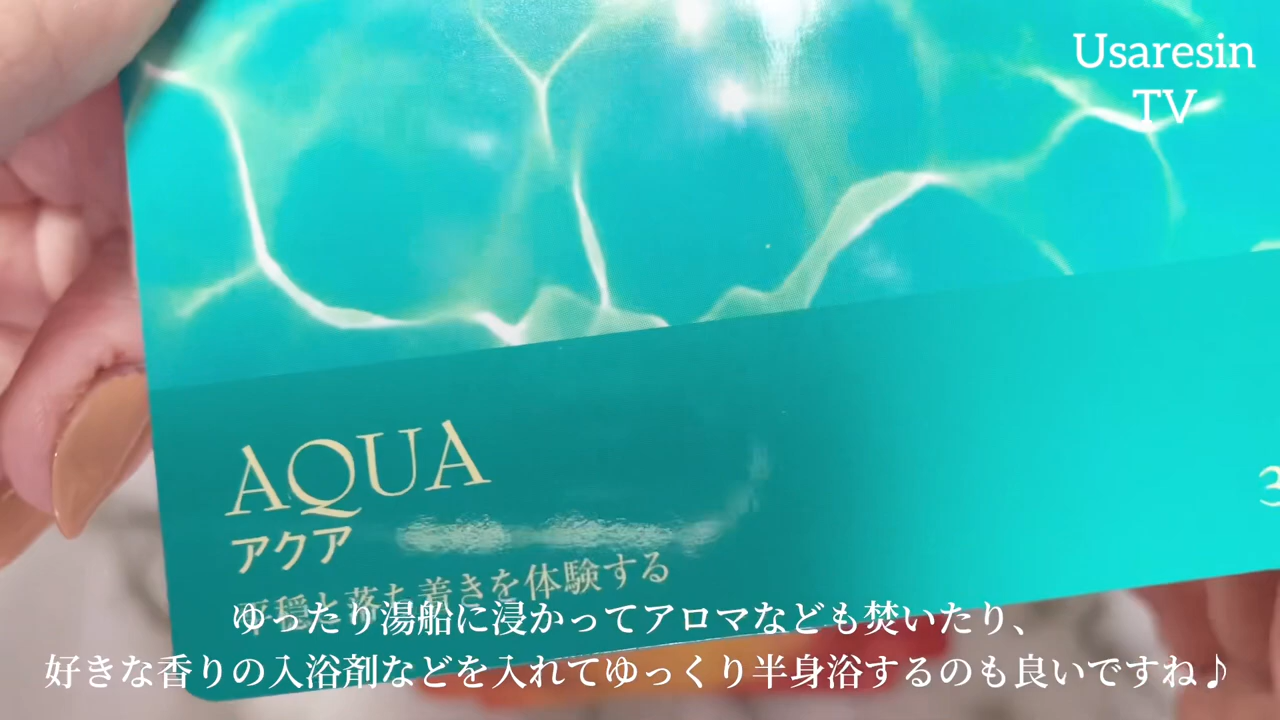 Usaresin
TV
AQUA
アクア
平穏と落ち着きを体験する
3
ゆったり湯船に浸かってアロマなども焚いたり、
好きな香りの入浴剤などを入れてゆっくり半身浴するのも良いですね♪